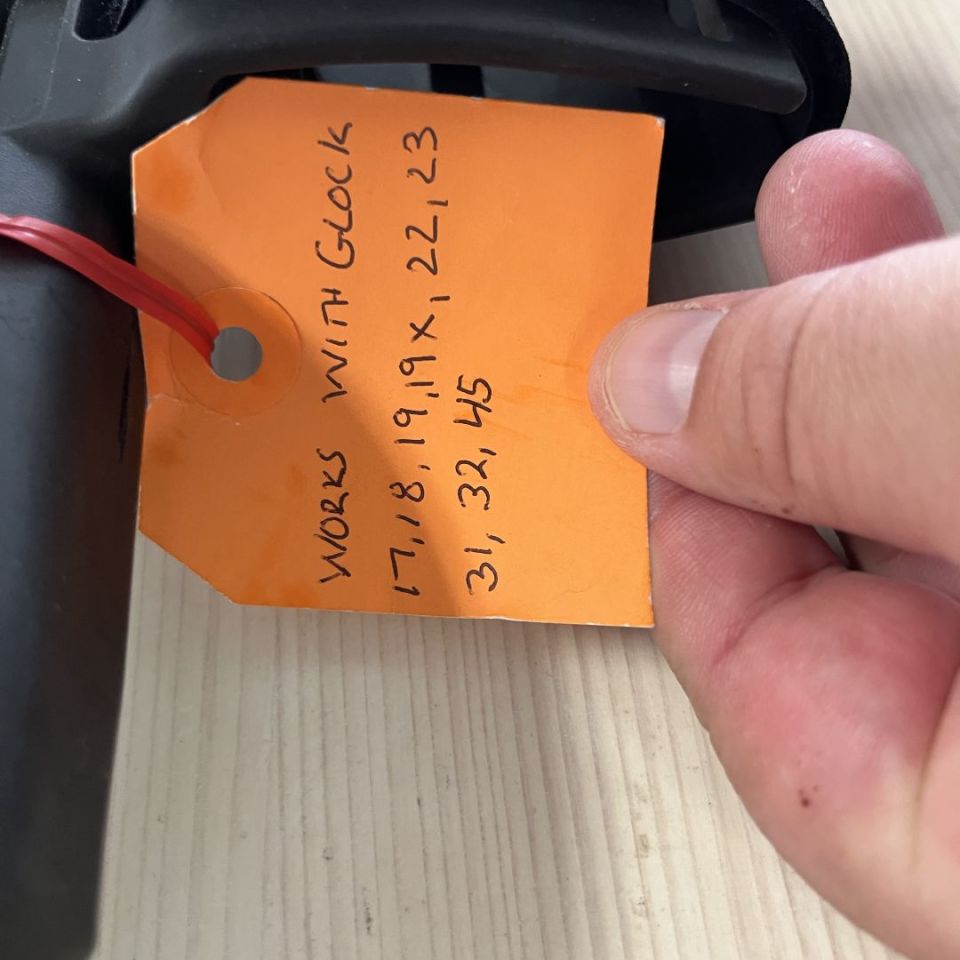 WORKS WITH GLOCK
17, 18, 19, 19X, 22, 23
31, 32, 45